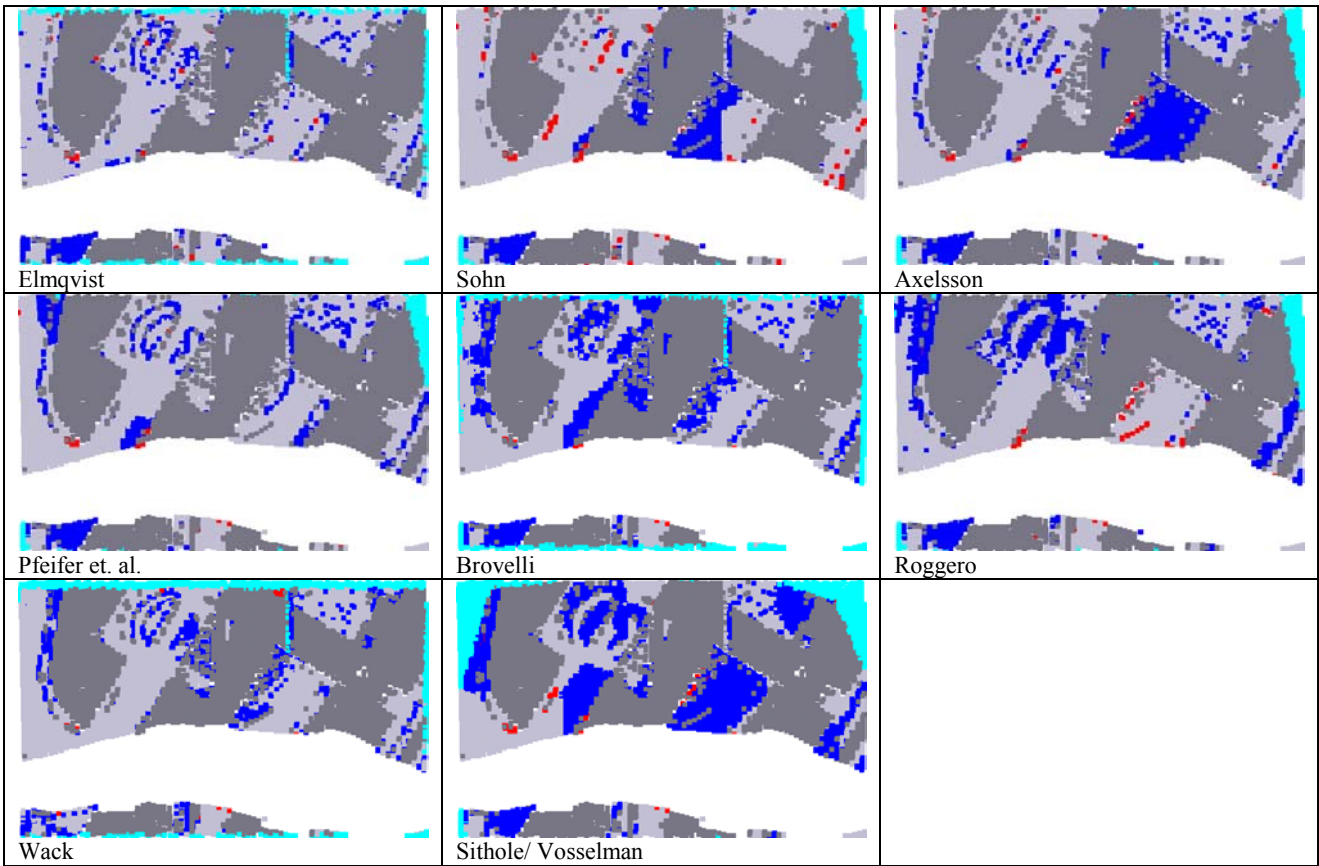 Elmqvist
Sohn
Axelsson
Pfeifer et. al.
Brovelli
Roggero
Wack
Sithole/ Vosselman